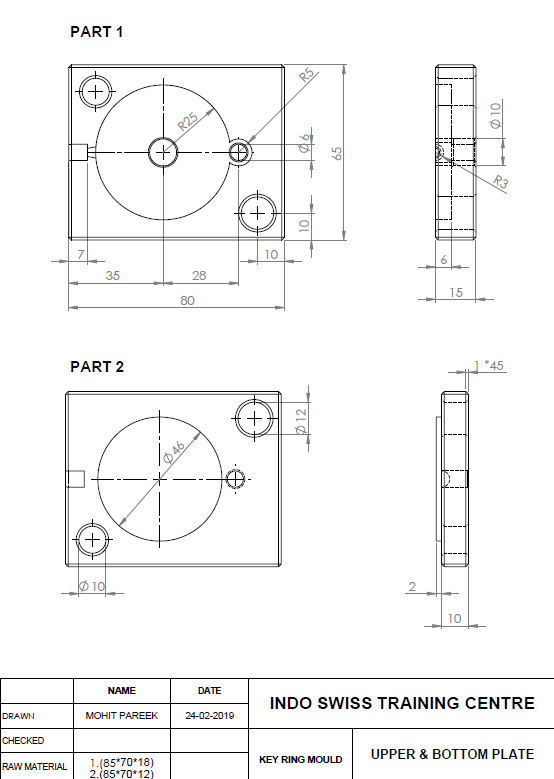 PART 1
R5
R25
Ø6
65
Ø10
R3
10
7
10
6
35
28
15
80
PART 2
1 *45
Ø12
Ø46
Ø10
2
10
NAME
DATE
INDO SWISS TRAINING CENTRE
DRAWN
MOHIT PAREEK
24-02-2019
CHECKED
KEY RING MOULD
UPPER & BOTTOM PLATE
RAW MATERIAL
1.(85*70*18)
2.(85*70*12)